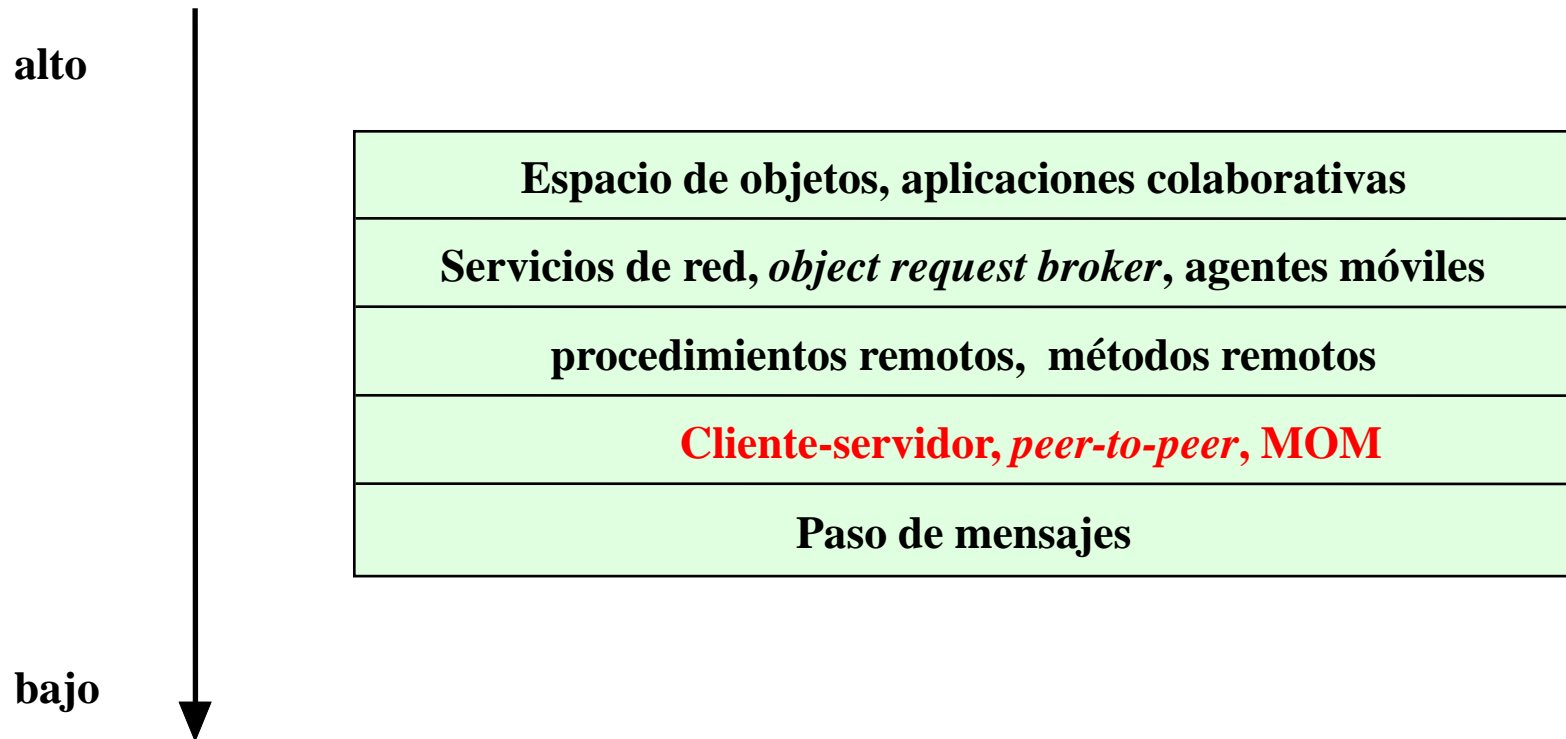 alto
Espacio de objetos, aplicaciones colaborativas
Servicios de red, object request broker, agentes móviles
procedimientos remotos, métodos remotos
Cliente-servidor, peer-to-peer, MOM
Paso de mensajes
bajo